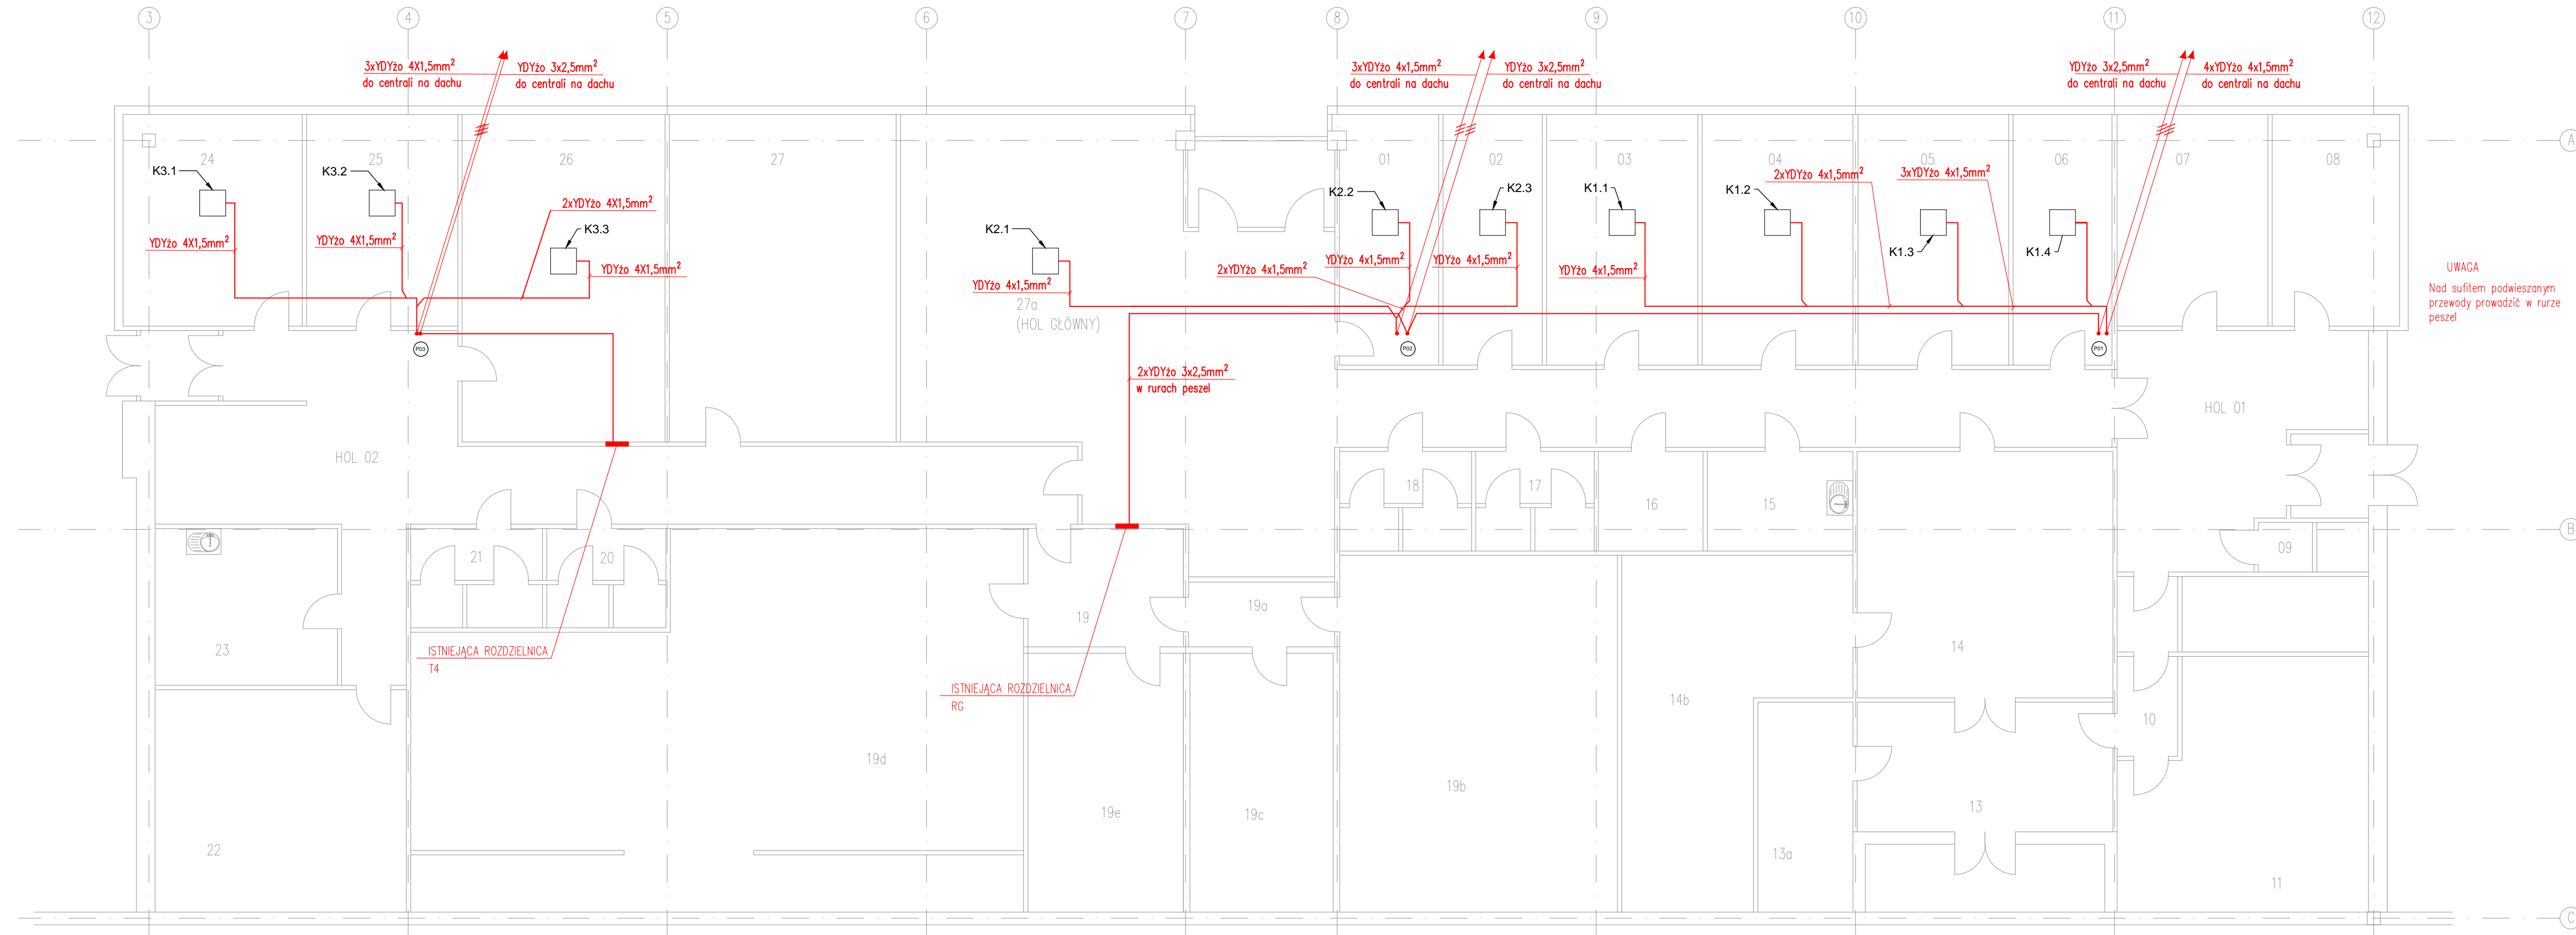 3
4
5
6
7
8
9
10
11
12
3xYDYżo 4X1,5mm²
do centrali na dachu
YDYżo 3x2,5mm²
do centrali na dachu
3xYDYżo 4x1,5mm²
do centrali na dachu
YDYżo 3x2,5mm²
do centrali na dachu
YDYżo 3x2,5mm²
do centrali na dachu
4xYDYżo 4x1,5mm²
do centrali na dachu
A
24
25
26
27
01
02
03
04
05
06
07
08
K3.1
K3.2
2xYDYżo 4X1,5mm²
K3.3
K2.1
K2.2
K2.3
K1.1
K1.2
2xYDYżo 4x1,5mm²
3xYDYżo 4x1,5mm²
K1.3
K1.4
YDYżo 4X1,5mm²
YDYżo 4X1,5mm²
YDYżo 4X1,5mm²
YDYżo 4x1,5mm²
2xYDYżo 4x1,5mm²
YDYżo 4x1,5mm²
YDYżo 4x1,5mm²
YDYżo 4x1,5mm²
27a
(HOL GŁÓWNY)
UWAGA
Nad sufitem podwieszanym
przewody prowadzić w rurze
peszel
P03
P02
P01
2xYDYżo 3x2,5mm²
w rurach peszel
HOL 01
HOL 02
18
17
16
15
B
21
20
09
19
19a
23
14
ISTNIEJĄCA ROZDZIELNICA
T4
ISTNIEJĄCA ROZDZIELNICA
RG
14b
10
19d
19b
19e
19c
13
22
13a
11
C